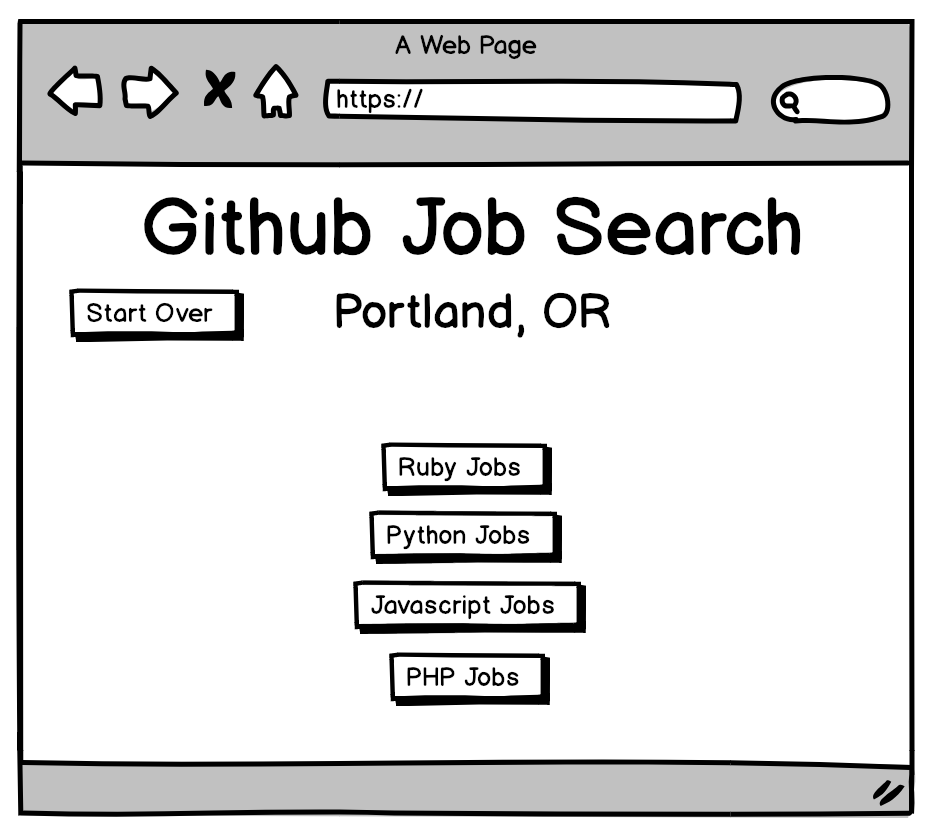 A Web Page
https://
Github Job Search
Start Over
Portland, OR
Ruby Jobs
Python Jobs
Javascript Jobs
PHP Jobs